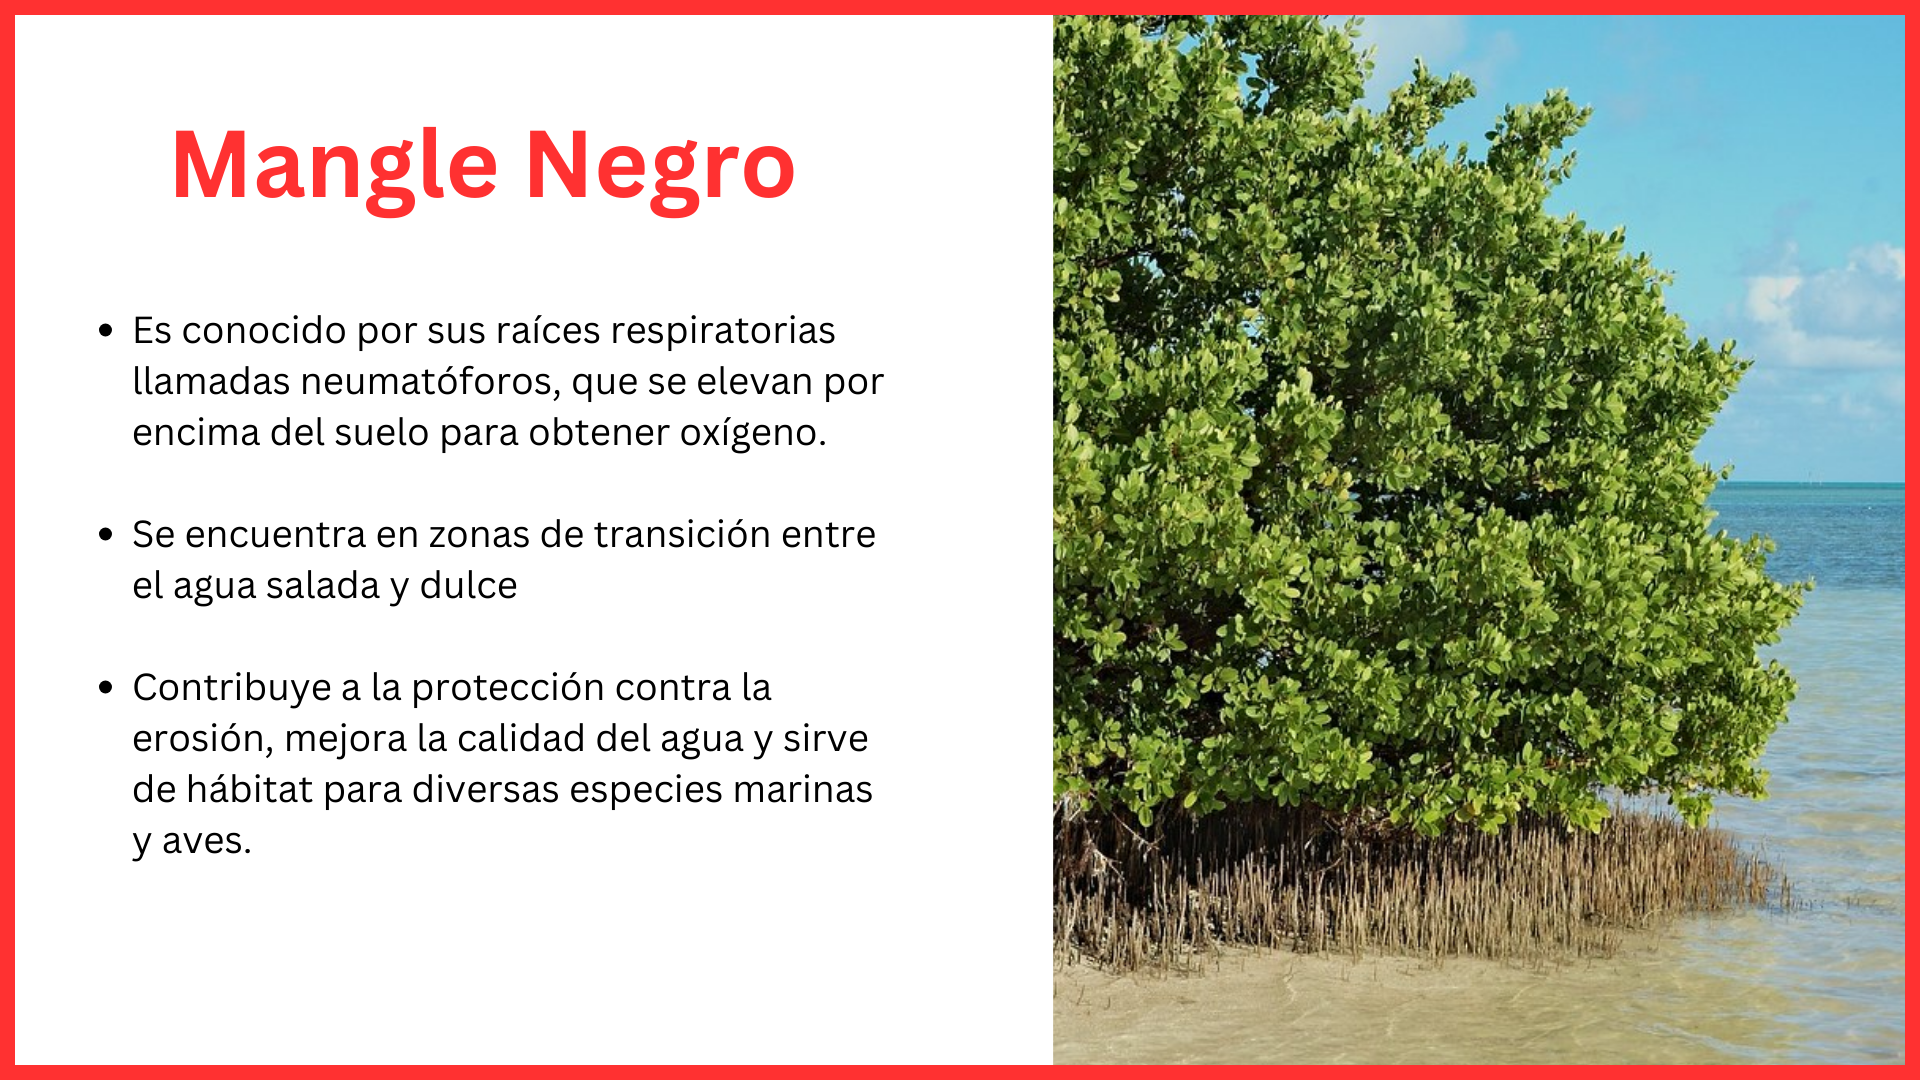 Mangle Negro
• Es conocido por sus raíces respiratorias
llamadas neumatóforos, que se elevan por
encima del suelo para obtener oxígeno.
• Se encuentra en zonas de transición entre
el agua salada y dulce
• Contribuye a la protección contra la
erosión, mejora la calidad del agua y sirve
de hábitat para diversas especies marinas
y aves.